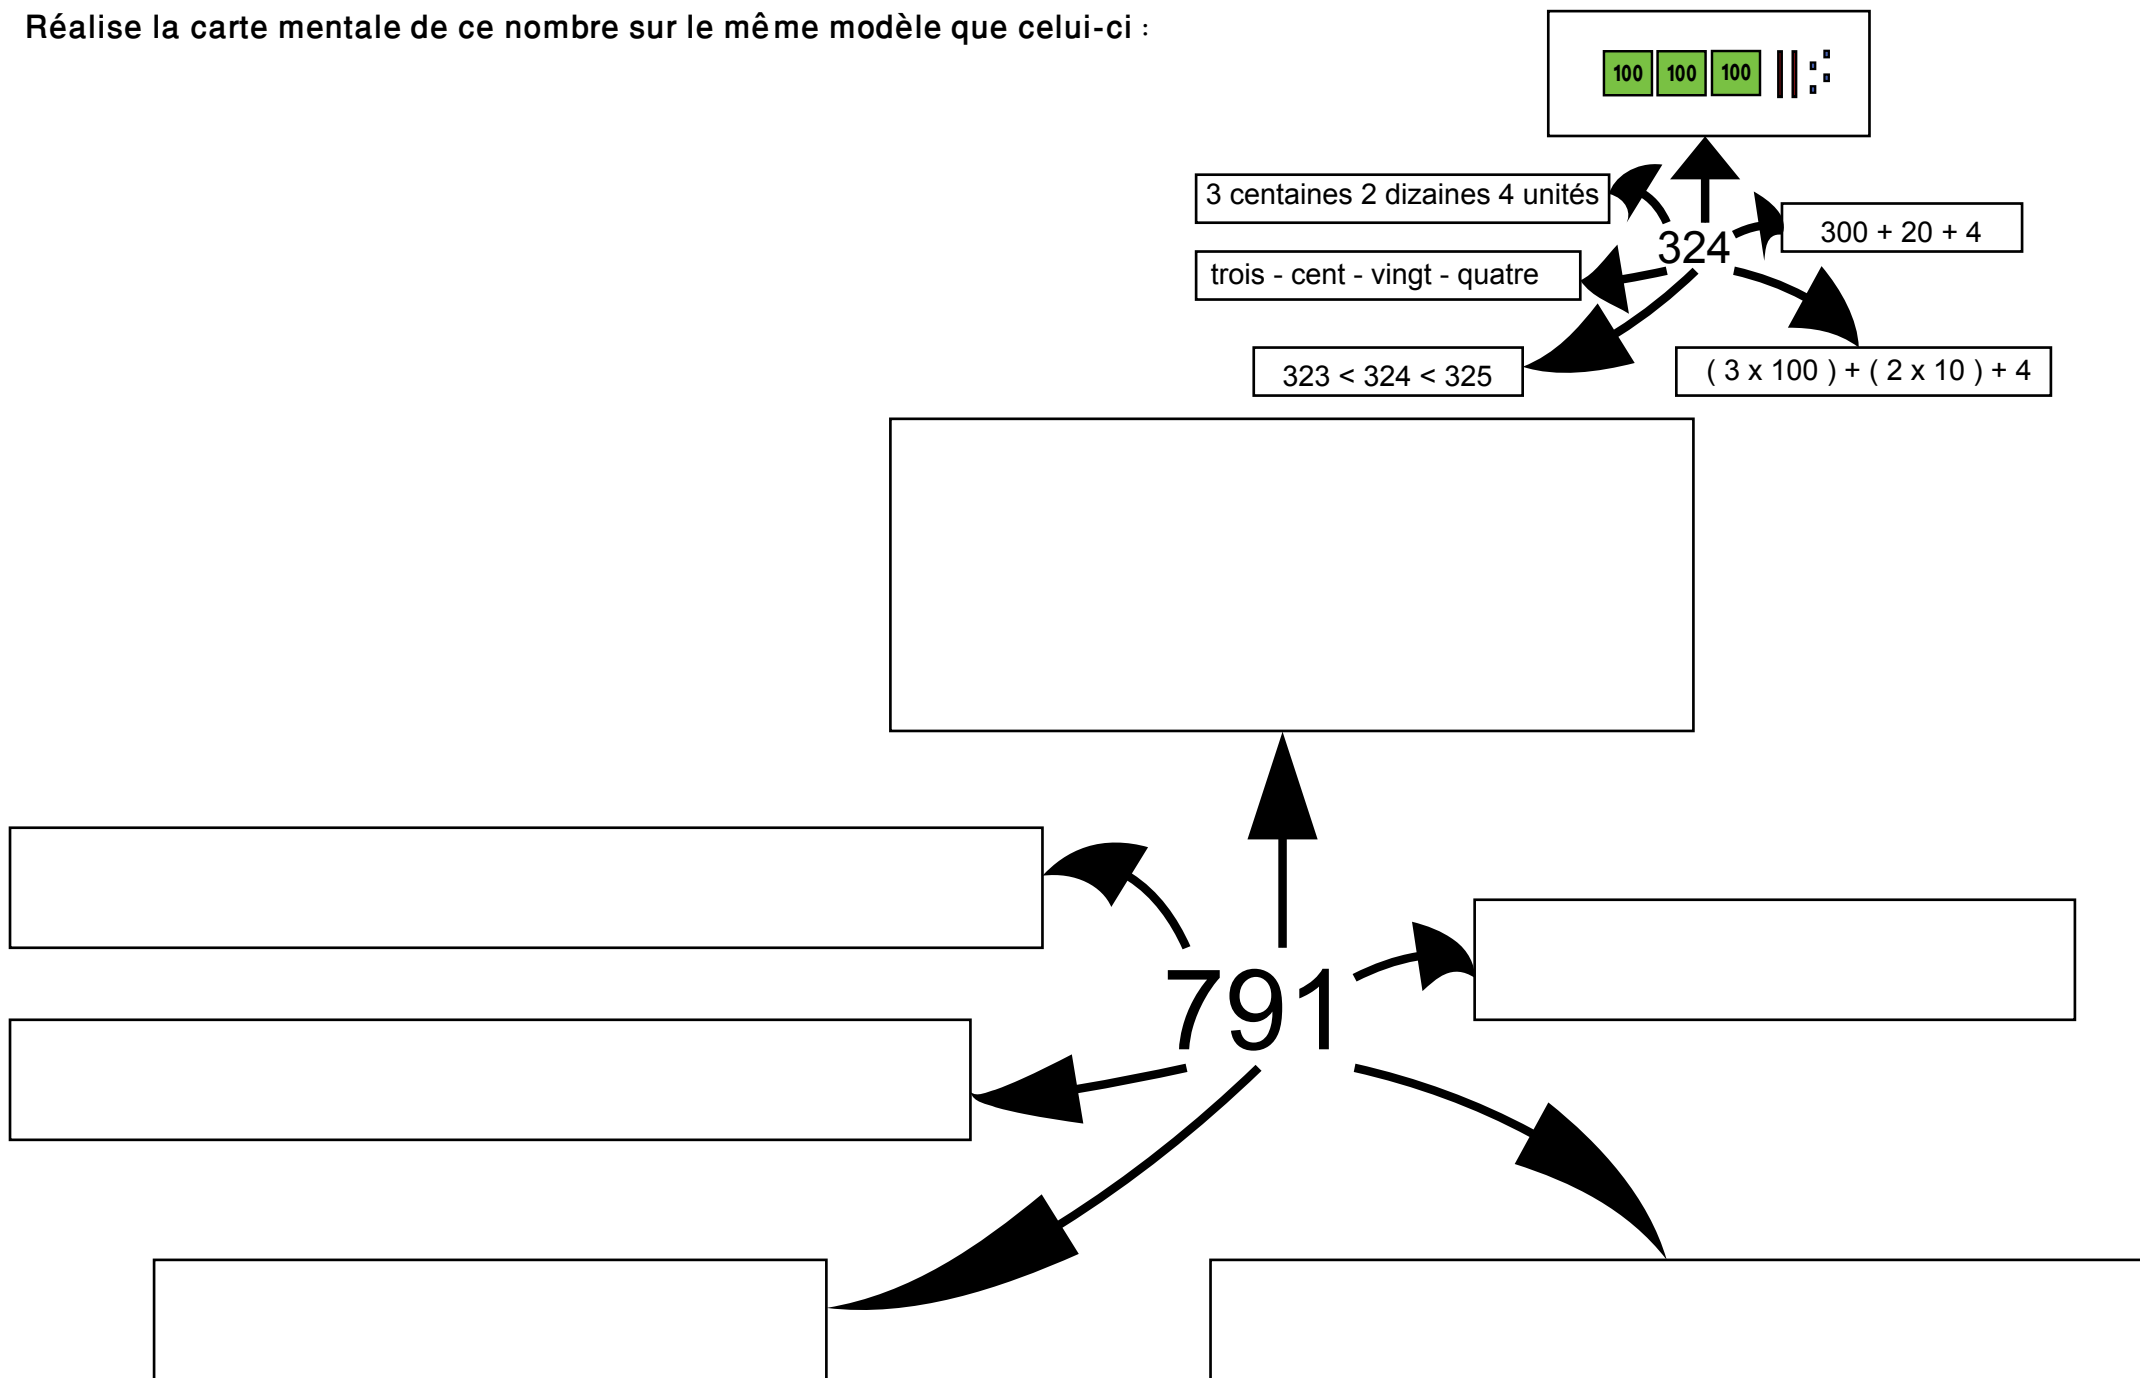 Réalise la carte mentale de ce nombre sur le même modèle que celui-ci :
100 100 100
3 centaines 2 dizaines 4 unités
324
300 + 20 + 4
trois - cent - vingt - quatre
323 < 324 < 325
( 3 x 100 ) + ( 2 x 10 ) + 4
791